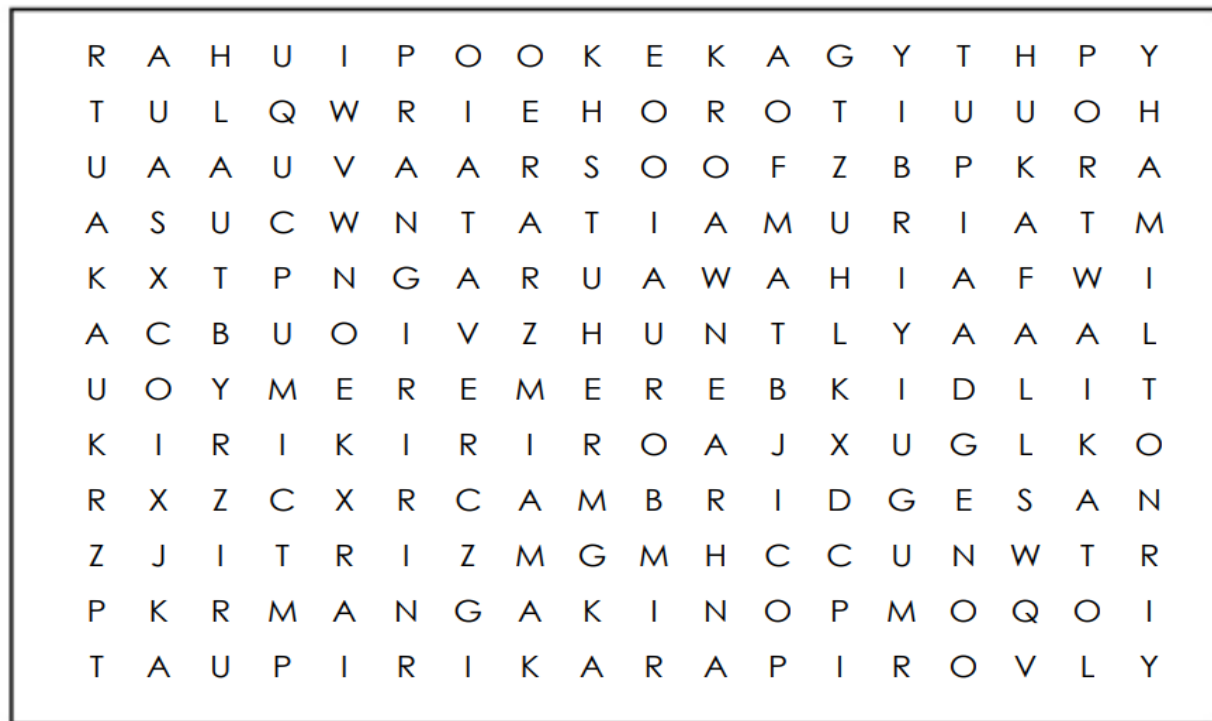 R A H U I P O O K E K A G Y T H P Y
T U L Q W R I E H O R O T I U U O H
U A A U V A A R S O O F Z B P K R A
A S U C W N T A T I A M U R I A T M
K X T P N G A R U A W A H I A F W I
A C B U O I V Z H U N T L Y A A A L
U O Y M E R E M E R E B K I D L I T
K I R I K I R I R O A J X U G L K O
R X Z C X R C A M B R I D G E S A N
Z J I T R I Z M G M H C C U N W T R
P K R M A N G A K I N O P M O Q O I
T A U P I R I K A R A P I R O V L Y